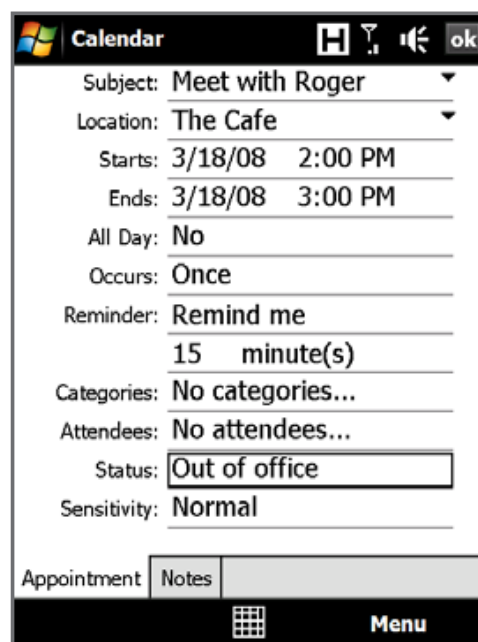 Calendar H ok
Subject: Meet with Roger
Location: The Cafe
Starts: 3/18/08 2:00 PM
Ends: 3/18/08 3:00 PM
All Day: No
Occurs: Once
Reminder: Remind me
15 minute(s)
Categories: No categories...
Attendees: No attendees...
Status: Out of office
Sensitivity: Normal
Appointment Notes
Menu